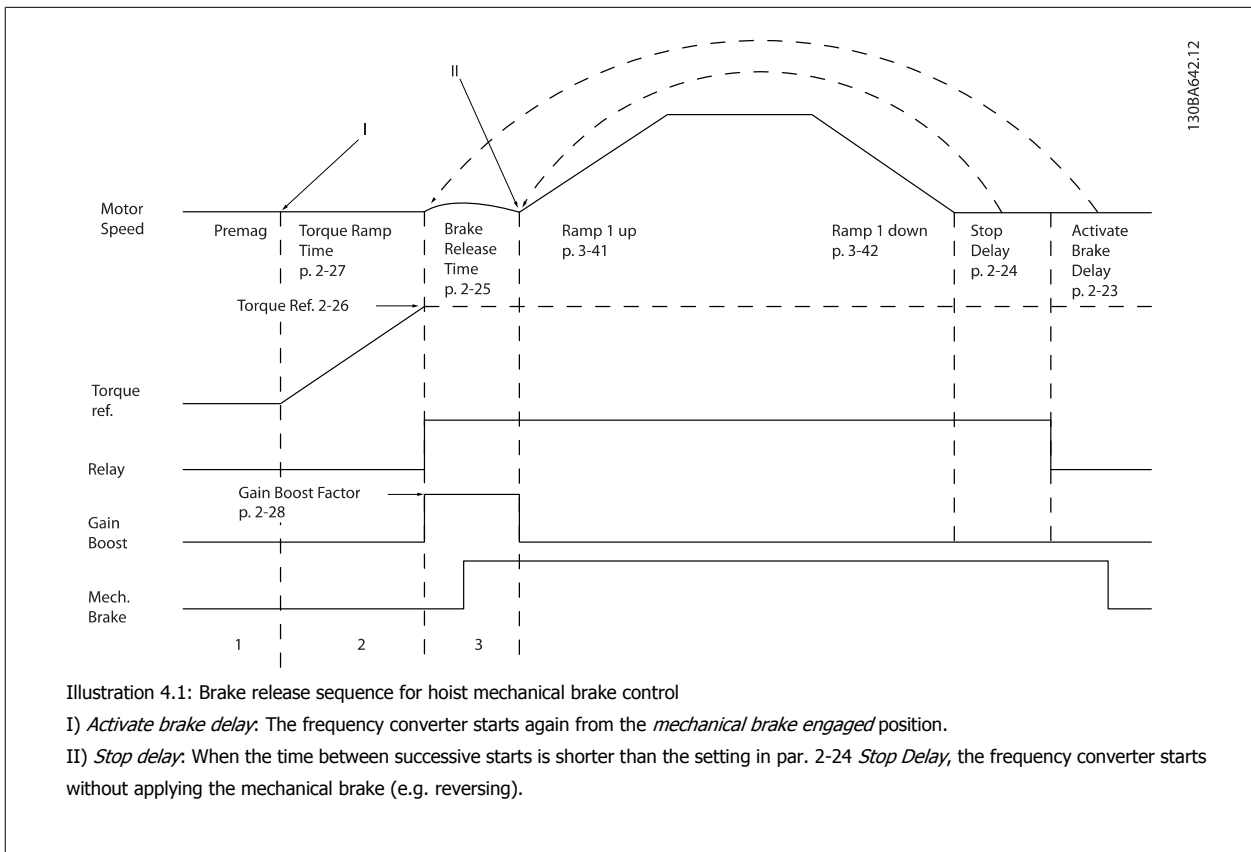 130BA642.12
II
I
Motor
Speed
Premag
Torque Ramp
Time
p. 2-27
Brake
Release
Time
p. 2-25
Ramp 1 up
p. 3-41
Ramp 1 down
p. 3-42
Stop
Delay
p. 2-24
Activate
Brake
Delay
p. 2-23
Torque Ref. 2-26
Torque
ref.
Relay
Gain Boost Factor
p. 2-28
Gain
Boost
Mech.
Brake
1
2
3
Illustration 4.1: Brake release sequence for hoist mechanical brake control
I) Activate brake delay: The frequency converter starts again from the mechanical brake engaged position.
II) Stop delay: When the time between successive starts is shorter than the setting in par. 2-24 Stop Delay, the frequency converter starts
without applying the mechanical brake (e.g. reversing).